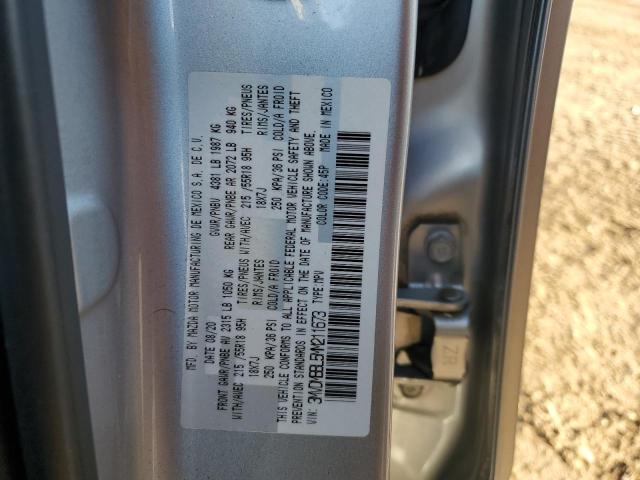 MFD. BY MAZDA MOTOR MANUFACTURING DE MEXICO S.A. DE C.V.
DATE 08/20 GVWR/PNBV 4381 LB 1987 KG
FRONT GAWR/PNBE AV 2315 LB 1050 KG REAR GAWR/PNBE AR 2072 LB 940 KG
WITH/AVEC 215 /55R18 95H TIRES/PNEUS WITH/AVEC 215 /55R18 95H TIRES/PNEUS
18X7J RIMS/JANTES 18X7J RIMS/JANTES
250 KPA/36 PSI COLD/A FROID 250 KPA/36 PSI COLD/A FROID
THIS VEHICLE CONFORMS TO ALL APPLICABLE FEDERAL MOTOR VEHICLE SAFETY AND THEFT
PREVENTION STANDARDS IN EFFECT ON THE DATE OF MANUFACTURE SHOWN ABOVE.
VIN: TYPE:MPV COLOR CODE:45P MADE IN MEXICO